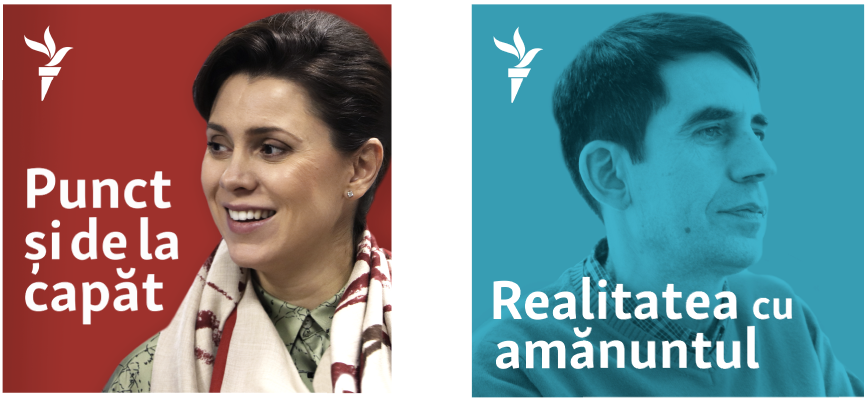 Punct
și de la
capăt
Realitatea cu
amănuntul